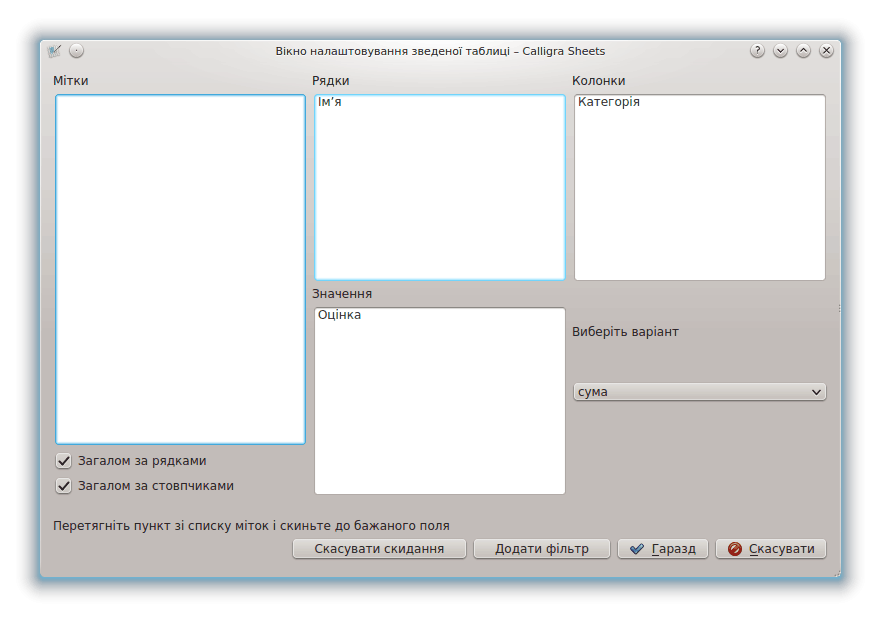 Вікно налаштовування зведеної таблиці – Calligra Sheets
Мітки
Рядки
Колонки
Ім’я
Категорія
Значення
Оцінка
Виберіть варіант
сума
Загалом за рядками
Загалом за стовпчиками
Перетягніть пункт зі списку міток і скиньте до бажаного поля
Скасувати скидання
Додати фільтр
Гаразд
Скасувати